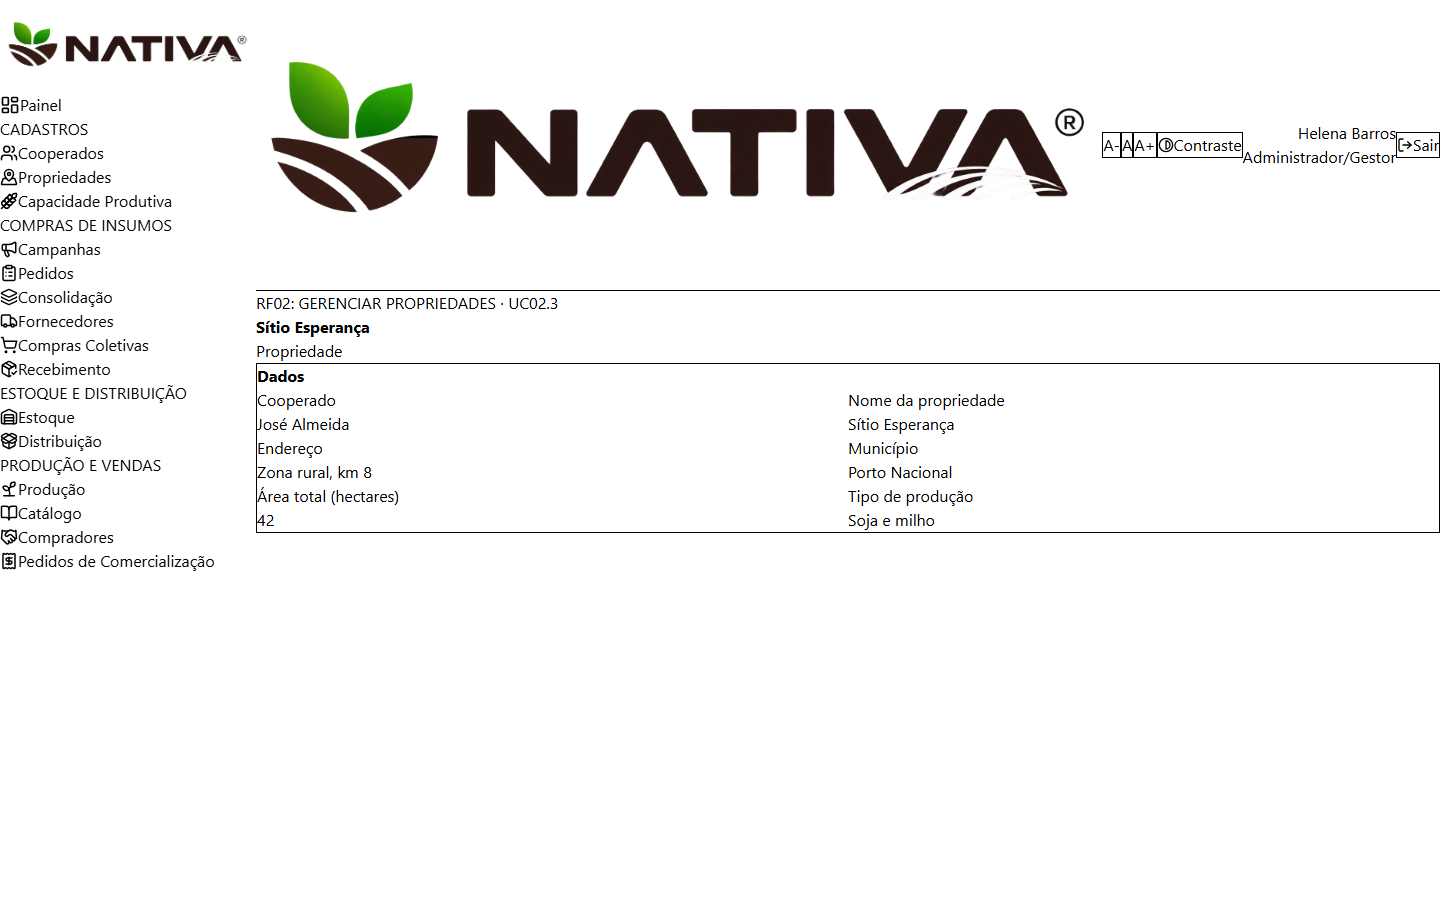 NATIVA®
Painel
CADASTROS
Cooperados
Propriedades
Capacidade Produtiva
COMPRAS DE INSUMOS
Campanhas
Pedidos
Consolidação
Fornecedores
Compras Coletivas
Recebimento
ESTOQUE E DISTRIBUIÇÃO
Estoque
Distribuição
PRODUÇÃO E VENDAS
Produção
Catálogo
Compradores
Pedidos de Comercialização
NATIVA®
A- A A+ Contraste
Helena Barros
Administrador/Gestor
Sair
RF02: GERENCIAR PROPRIEDADES · UC02.3
Sítio Esperança
Propriedade
Dados
Cooperado
José Almeida
Nome da propriedade
Sítio Esperança
Endereço
Zona rural, km 8
Município
Porto Nacional
Área total (hectares)
42
Tipo de produção
Soja e milho